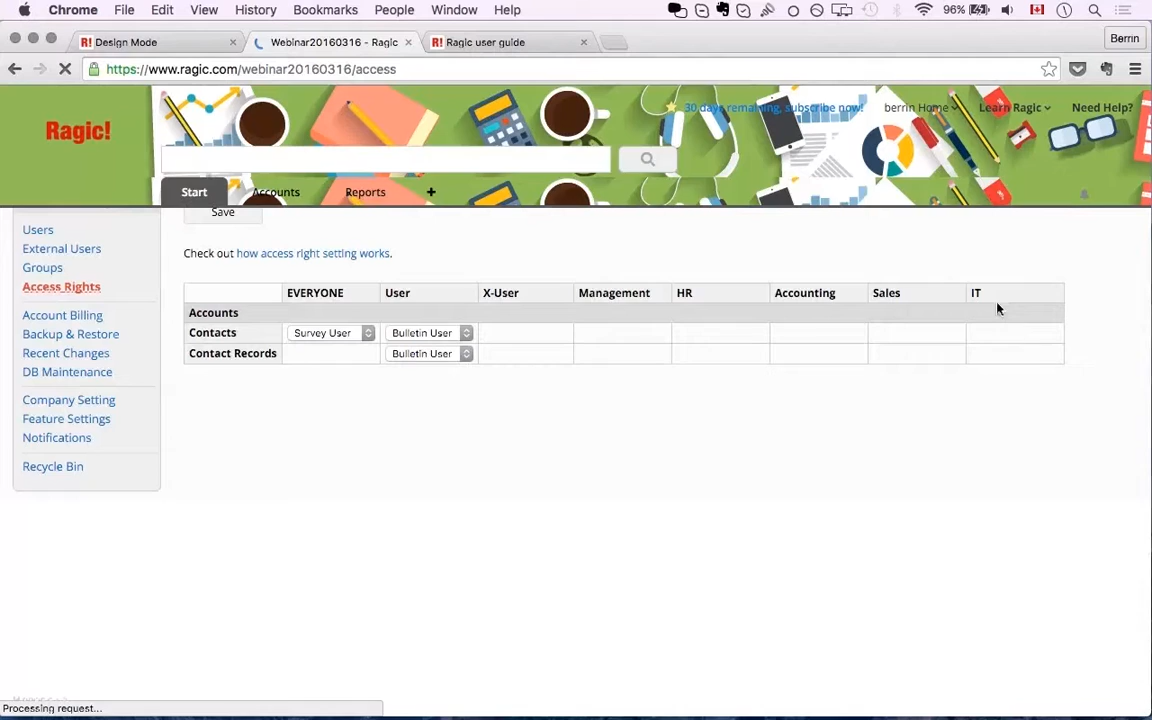 Chrome File Edit View History Bookmarks People Window Help 96%
Design Mode Webinar20160316 - Ragic Ragic user guide Berrin
https://www.ragic.com/webinar20160316/access
30 days remaining, subscribe now! berrin Home Learn Ragic Need Help?
Ragic!
Start Accounts Reports +
Save
Users
External Users
Groups
Access Rights
Account Billing
Backup & Restore
Recent Changes
DB Maintenance
Company Setting
Feature Settings
Notifications
Recycle Bin
Check out how access right setting works.
EVERYONE User X-User Management HR Accounting Sales IT
Accounts
Contacts Survey User Bulletin User
Contact Records Bulletin User
Processing request...